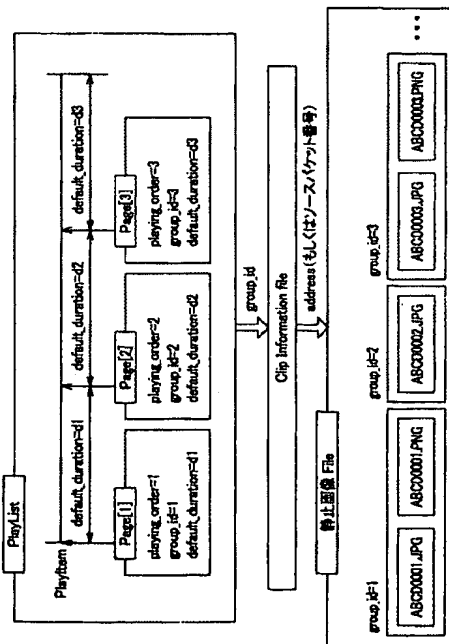 PlayList
PlayItem
default_duration=d1
default_duration=d2
default_duration=d3
Page[1]
Page[2]
Page[3]
playing_order=1
group_id=1
default_duration=d1
playing_order=2
group_id=2
default_duration=d2
playing_order=3
group_id=3
default_duration=d3
group_id
Clip Information file
address(もしくはソースパケット番号)
静止画像 File
group_id=1
group_id=2
group_id=3
ABCD0001.JPG
ABCD0001.PNG
ABCD0002.JPG
ABCD0003.JPG
ABCD0003.PNG
•••